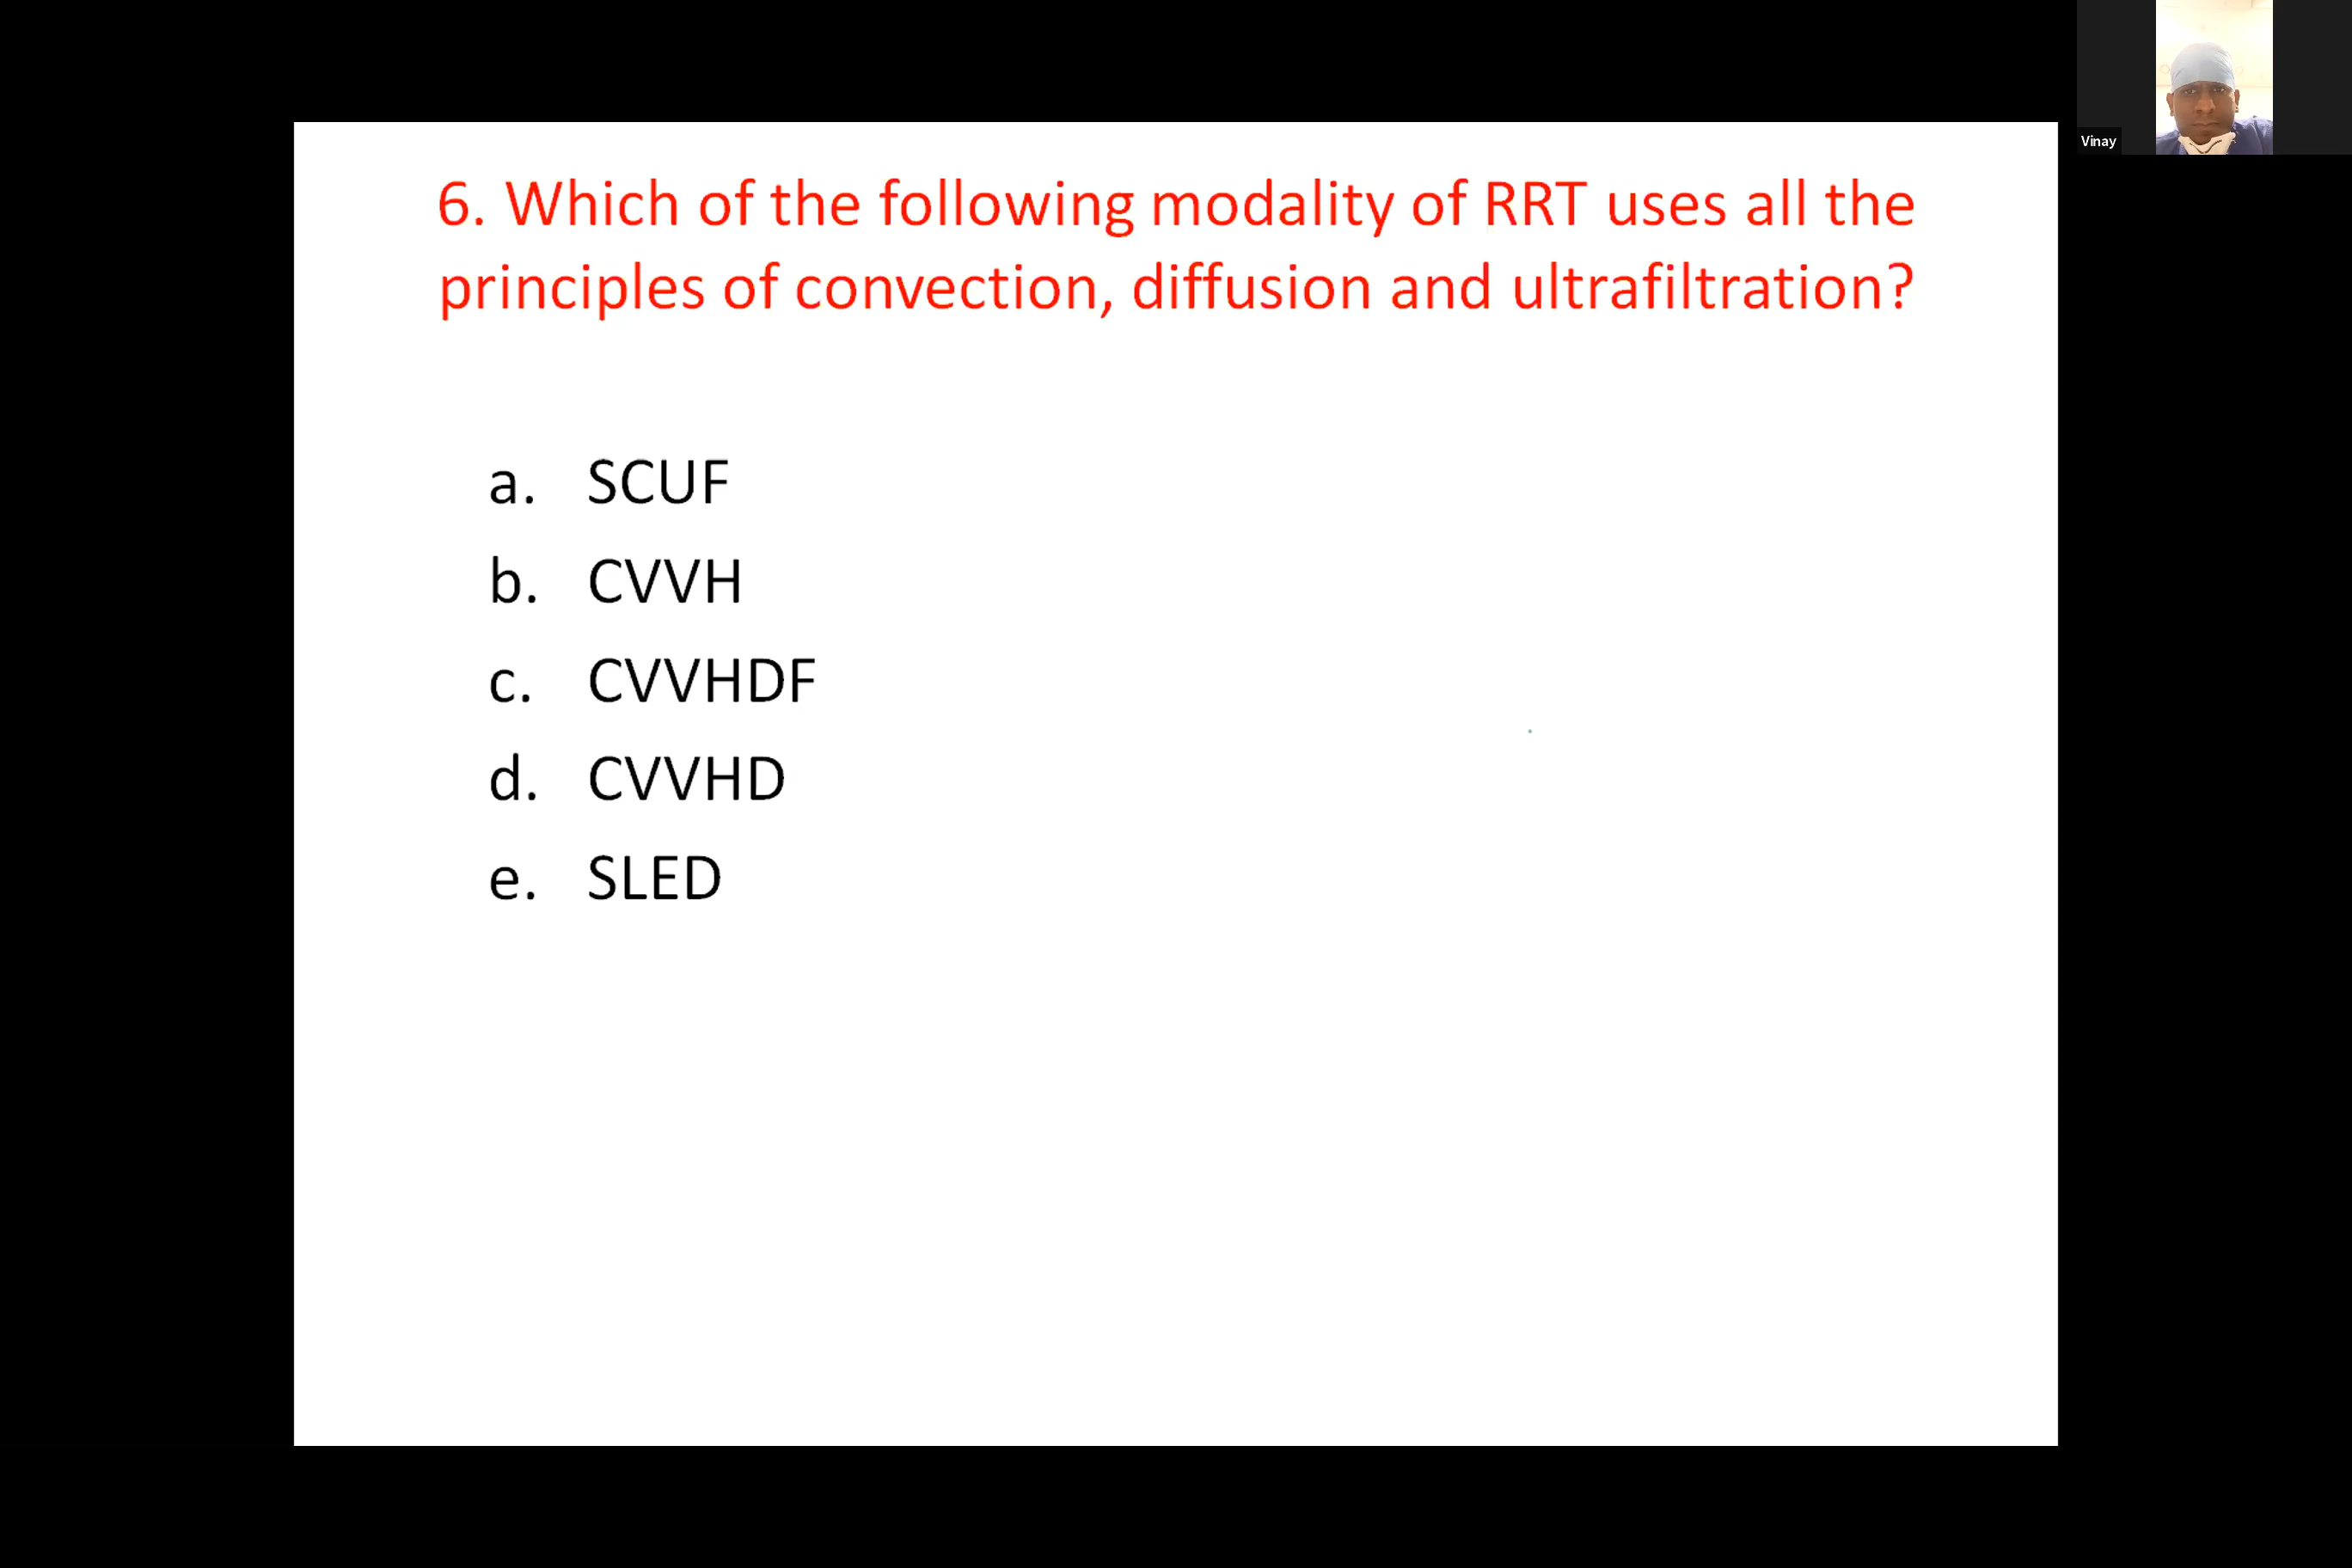 6. Which of the following modality of RRT uses all the
principles of convection, diffusion and ultrafiltration?
a. SCUF
b. CVVH
c. CVVHDF
d. CVVHD
e. SLED
Vinay